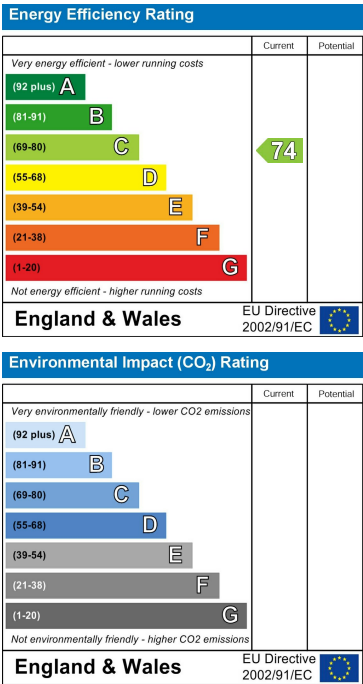 Energy Efficiency Rating
Current Potential
Very energy efficient - lower running costs
(92 plus) A
(81-91) B
(69-80) C
74
(55-68) D
(39-54) E
(21-38) F
(1-20) G
Not energy efficient - higher running costs
England & Wales
EU Directive
2002/91/EC
Environmental Impact (CO₂) Rating
Current Potential
Very environmentally friendly - lower CO2 emissions
(92 plus) A
(81-91) B
(69-80) C
(55-68) D
(39-54) E
(21-38) F
(1-20) G
Not environmentally friendly - higher CO2 emissions
England & Wales
EU Directive
2002/91/EC